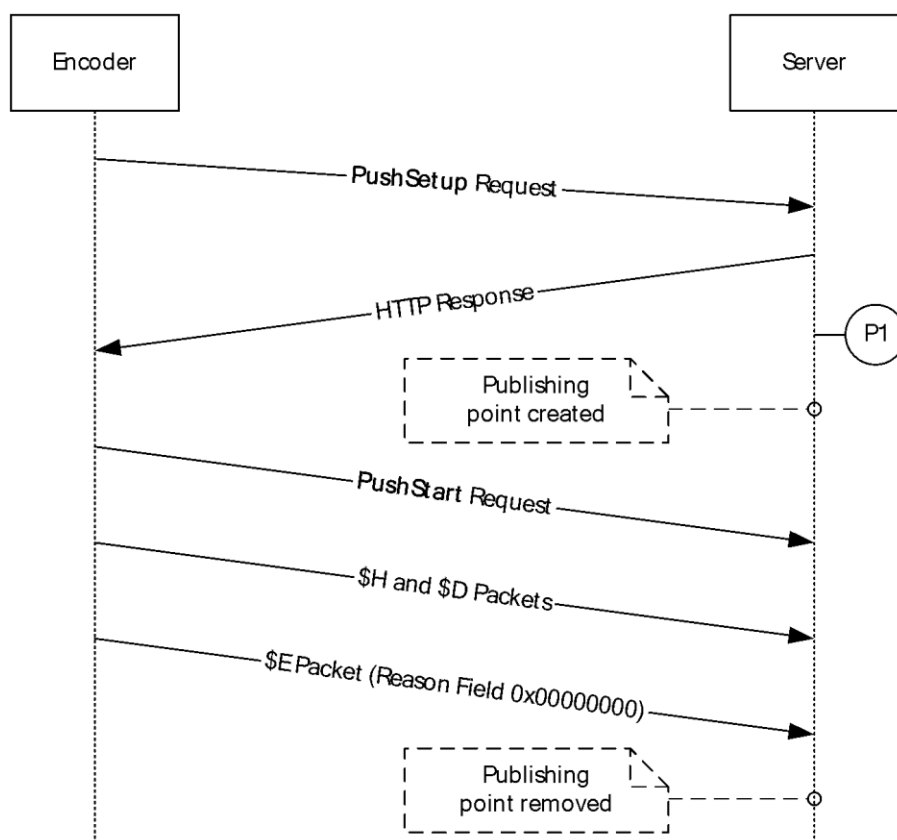 Encoder
Server
PushSetup Request
HTTP Response
P1
Publishing
point created
PushStart Request
$H and $D Packets
$E Packet (Reason Field 0x00000000)
Publishing
point removed